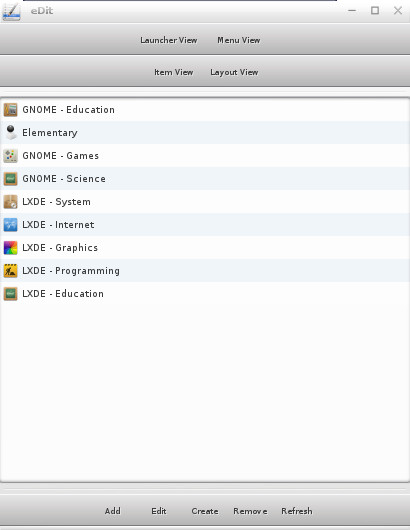 eDit
Launcher View Menu View
Item View Layout View
GNOME - Education
Elementary
GNOME - Games
GNOME - Science
LXDE - System
LXDE - Internet
LXDE - Graphics
LXDE - Programming
LXDE - Education
Add Edit Create Remove Refresh